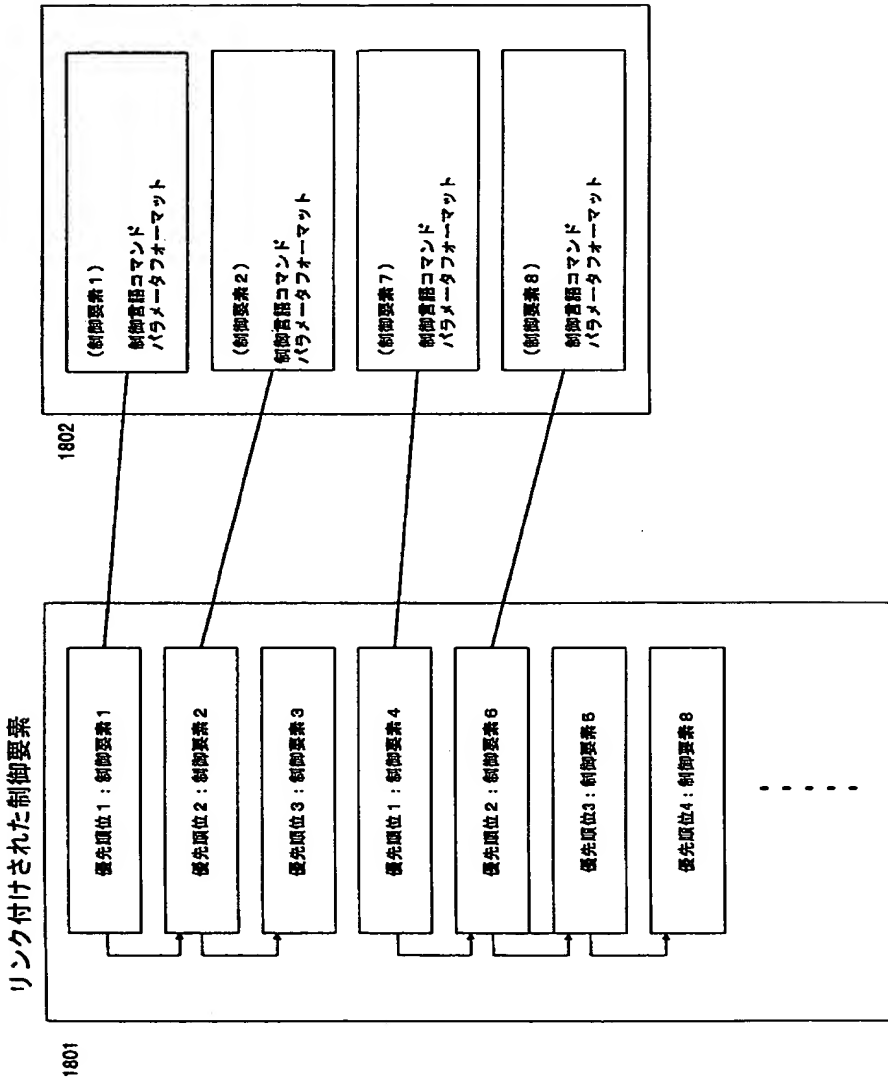 リンク付けされた制御要素
1801
優先順位1：制御要素1
優先順位2：制御要素2
優先順位3：制御要素3
優先順位1：制御要素4
優先順位2：制御要素6
優先順位3：制御要素5
優先順位4：制御要素8
・・・・・
1802
(制御要素1)
制御言語コマンド
パラメータフォーマット
(制御要素2)
制御言語コマンド
パラメータフォーマット
(制御要素7)
制御言語コマンド
パラメータフォーマット
(制御要素8)
制御言語コマンド
パラメータフォーマット